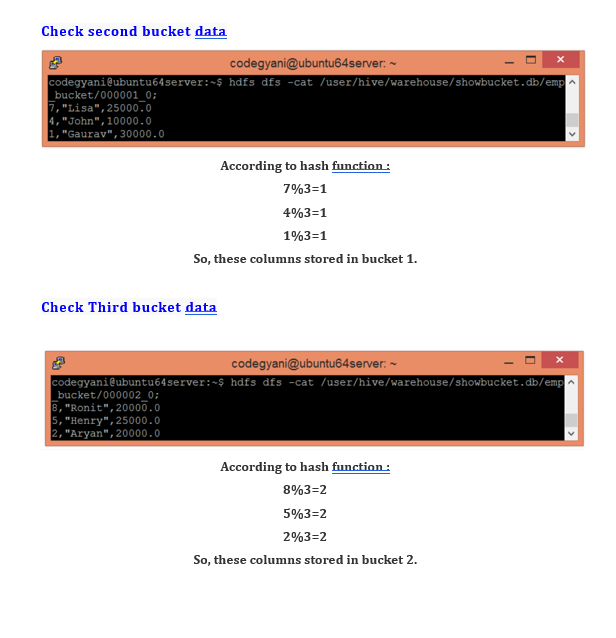 Check second bucket data
codegyani@ubuntu64server: ~
codegyani@ubuntu64server:~$ hdfs dfs -cat /user/hive/warehouse/showbucket.db/emp
_bucket/000001_0;
7,"Lisa",25000.0
4,"John",10000.0
1,"Gaurav",30000.0
According to hash function :
7%3=1
4%3=1
1%3=1
So, these columns stored in bucket 1.
Check Third bucket data
codegyani@ubuntu64server: ~
codegyani@ubuntu64server:~$ hdfs dfs -cat /user/hive/warehouse/showbucket.db/emp
_bucket/000002_0;
8,"Ronit",20000.0
5,"Henry",25000.0
2,"Aryan",20000.0
According to hash function :
8%3=2
5%3=2
2%3=2
So, these columns stored in bucket 2.